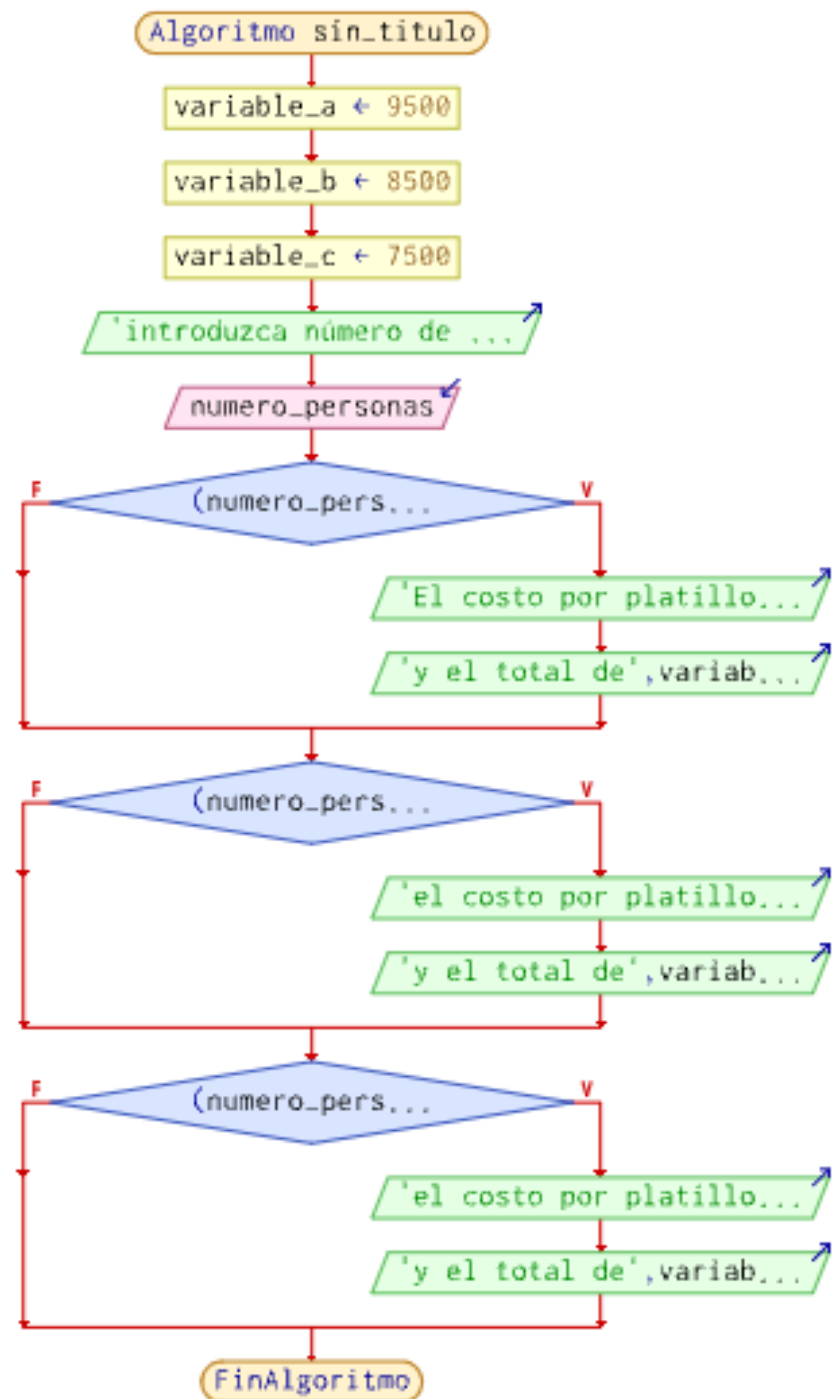 Algoritmo sín_titulo
variable_a ← 9500
variable_b ← 8500
variable_c ← 7500
'introduzca número de ...
numero_personas
(numero_pers...
F
V
'El costo por platillo...
'y el total de',variab...
(numero_pers...
F
V
'el costo por platillo...
'y el total de',variab...
(numero_pers...
F
V
'el costo por platillo...
'y el total de',variab...
FinAlgoritmo